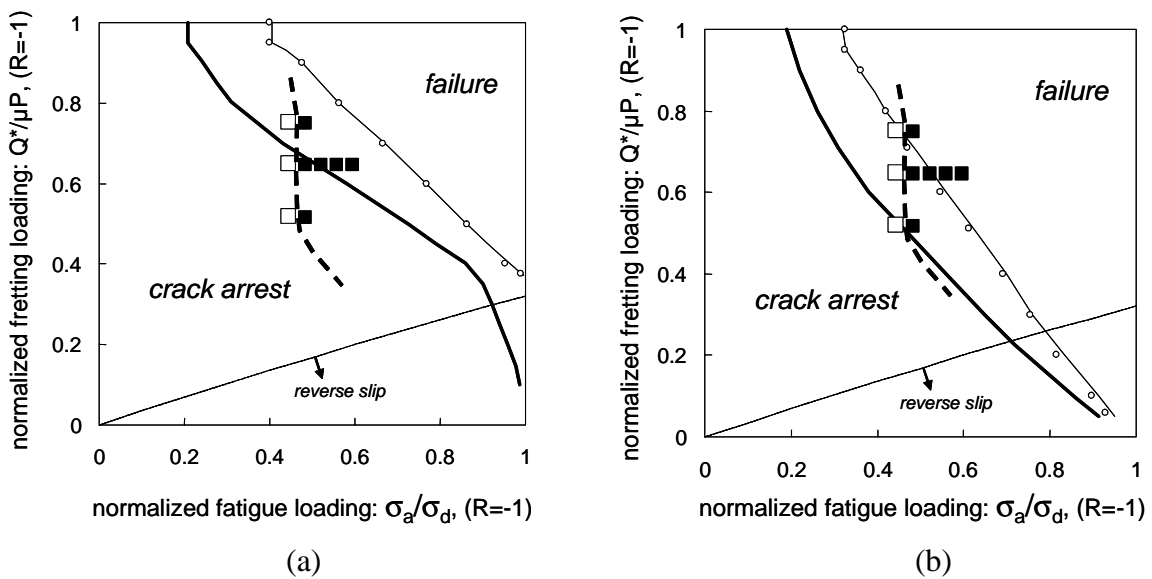 normalized fretting loading: Q*/µP, (R=-1)
1
0.8
0.6
0.4
0.2
0
failure
crack arrest
reverse slip
0 0.2 0.4 0.6 0.8 1
normalized fatigue loading: σa/σd, (R=-1)
(a)
normalized fretting loading: Q*/µP, (R=-1)
1
0.8
0.6
0.4
0.2
0
failure
crack arrest
reverse slip
0 0.2 0.4 0.6 0.8 1
normalized fatigue loading: σa/σd, (R=-1)
(b)